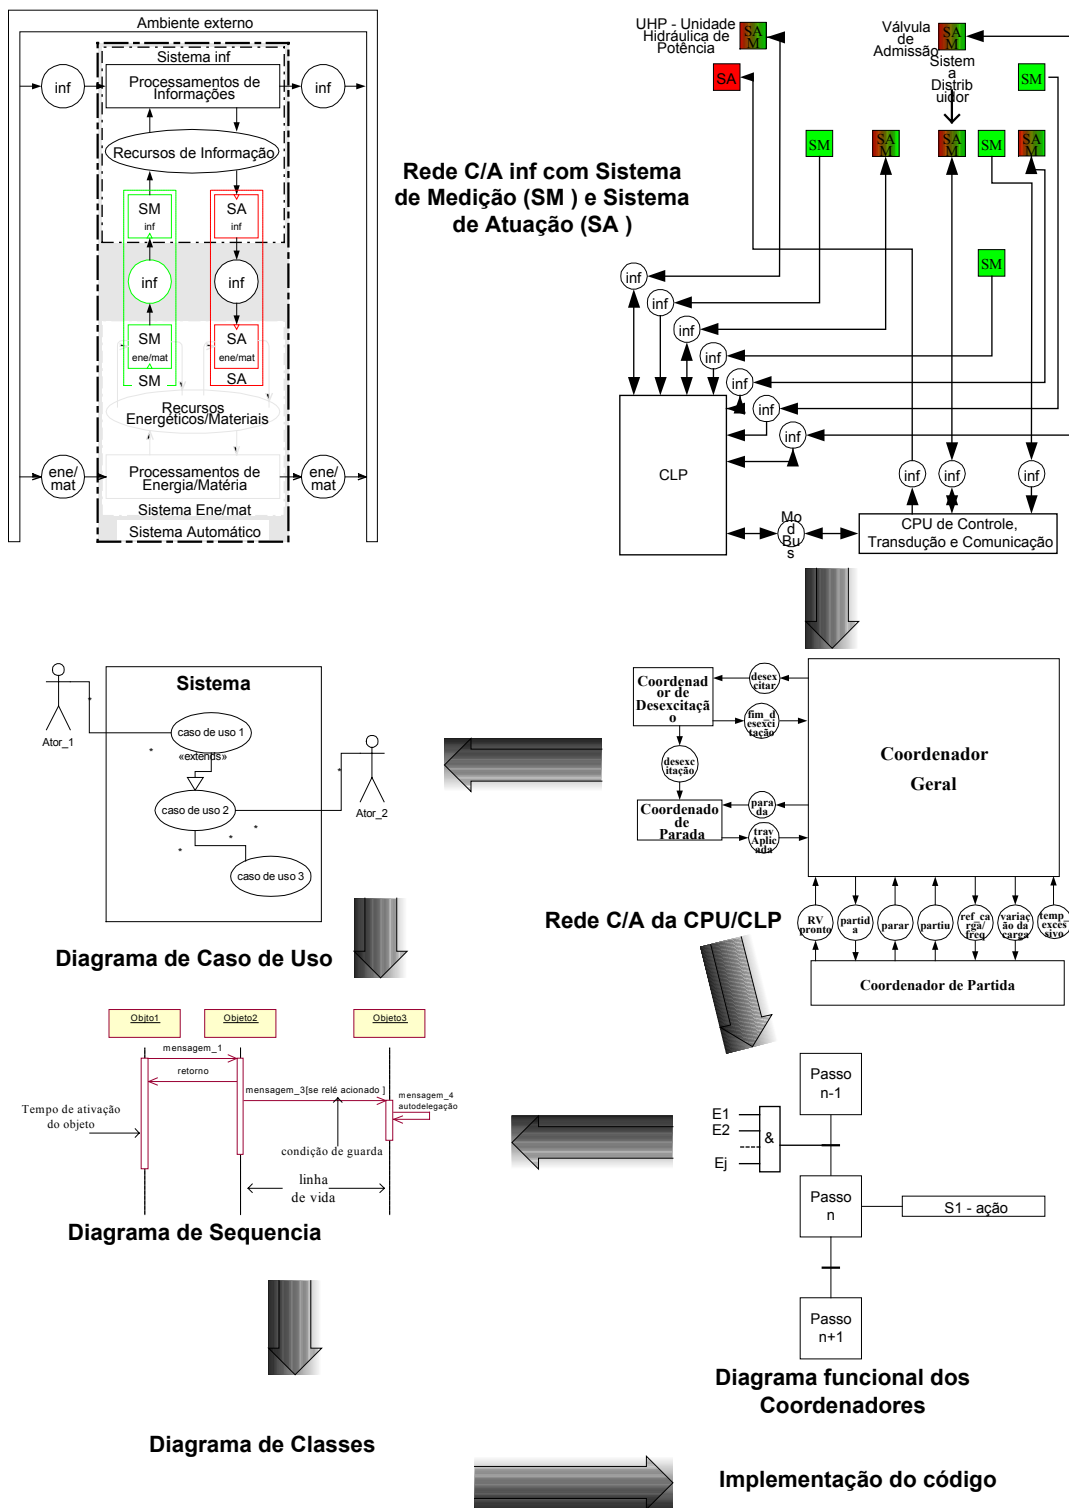 Ambiente externo
Sistema inf
Processamentos de
Informações
inf
inf
Recursos de Informação
SM
inf
SA
inf
inf
inf
SM
ene/mat
SM
SA
ene/mat
SA
Recursos
Energéticos/Materiais
ene/
mat
Processamentos de
Energia/Matéria
ene/
mat
Sistema Ene/mat
Sistema Automático
Rede C/A inf com Sistema
de Medição (SM ) e Sistema
de Atuação (SA )
UHP - Unidade
Hidráulica de
Potência
SA
M
Válvula
de
Admissão
SA
M
SA
Sistem
a
Distrib
uidor
SM
SM
SA
M
SA
M
SM
SA
M
SM
inf
inf
inf
inf
inf
inf
inf
CLP
inf
inf
inf
Mo
d
Bu
s
CPU de Controle,
Transdução e Comunicação
Sistema
Ator_1
*
caso de uso 1
«extends»
*
*
caso de uso 2
Ator_2
*
*
*
caso de uso 3
Diagrama de Caso de Uso
Coordenad
or de
Desexcitaçã
o
desex
citar
fim_d
esexci
tação
desexc
itação
Coordenado
de
Parada
para
da
trav
Aplic
ada
Coordenador
Geral
RV
pronto
partid
a
parar
partiu
ref_ca
rga/
freq
variaç
ão da
carga
temp_
exces
sivo
Coordenador de Partida
Rede C/A da CPU/CLP
Objto1
Objeto2
Objeto3
mensagem_1
retorno
mensagem_3[se relé acionado ]
mensagem_4
autodelegação
Tempo de ativação
do objeto
condição de guarda
linha
de vida
Diagrama de Sequencia
Passo
n-1
E1
E2
Ej
&
Passo
n
S1 - ação
Passo
n+1
Diagrama funcional dos
Coordenadores
Diagrama de Classes
Implementação do código